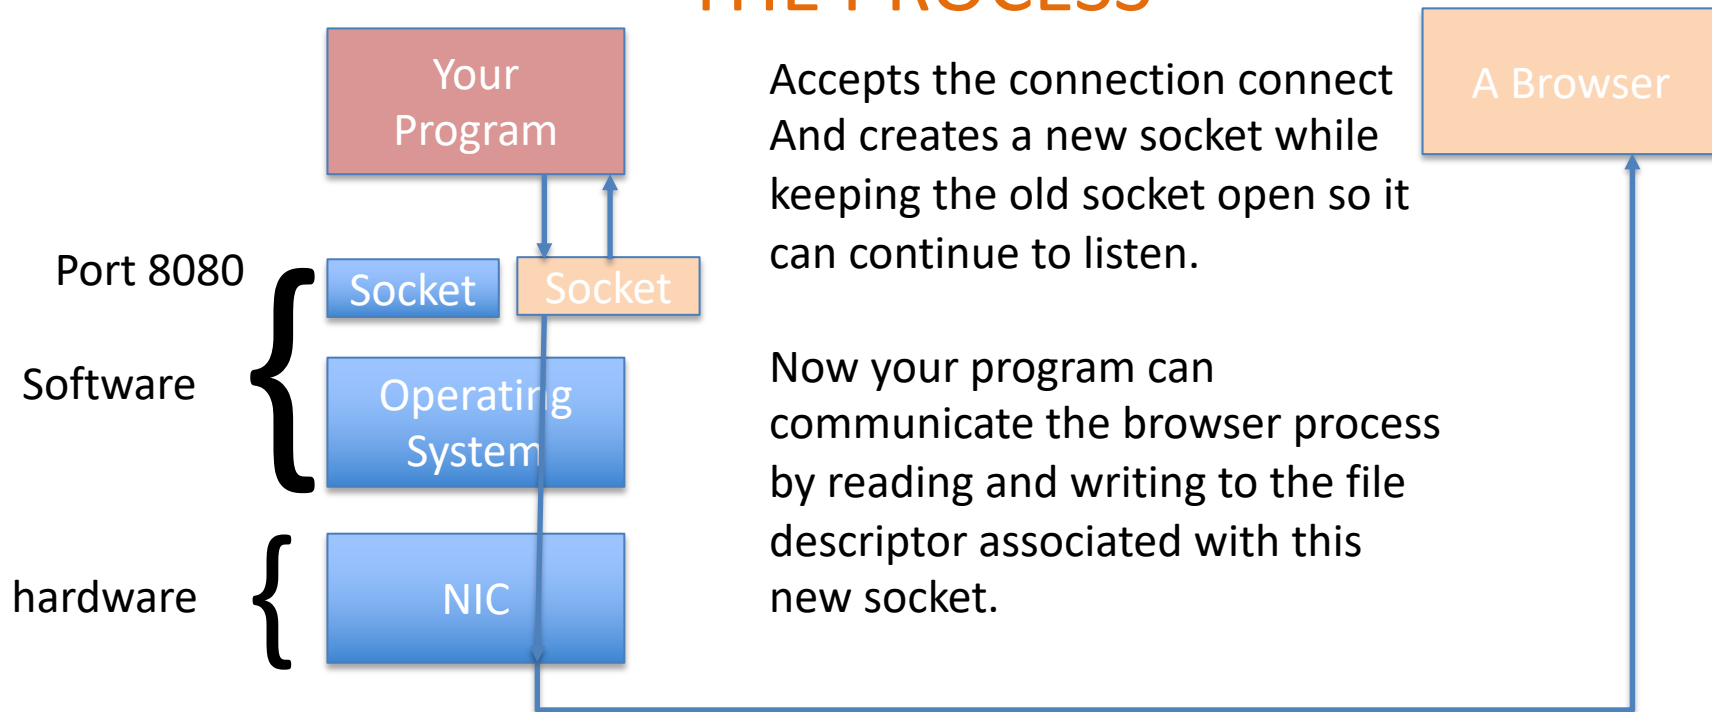 THE PROCESS
Your
Program
Accepts the connection connect
And creates a new socket while
keeping the old socket open so it
can continue to listen.
A Browser
Port 8080
Socket
Socket
Software
Operating
System
Now your program can
communicate the browser process
by reading and writing to the file
descriptor associated with this
new socket.
hardware
NIC